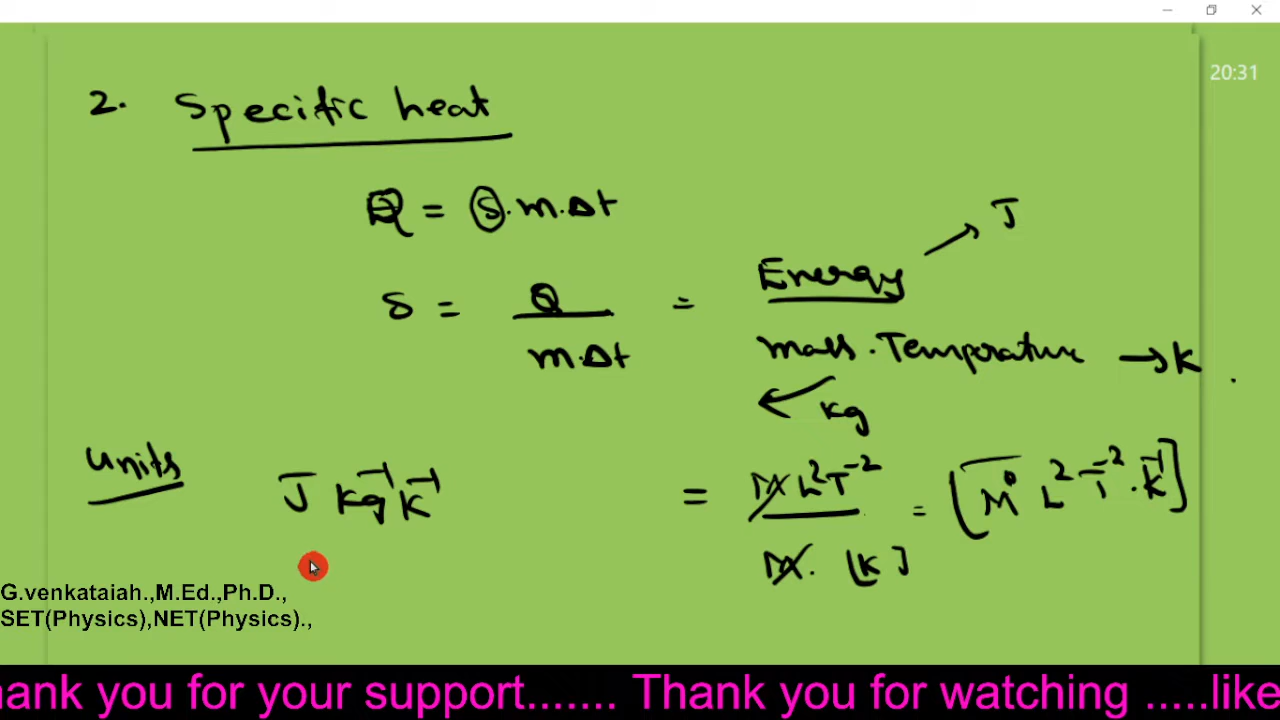 20:31
2. Specific heat
Q = S.m.Δt
S = Q / m.Δt = Energy → J / mass.Temperature → K
kg
Units J kg⁻¹ K⁻¹
= M L² T⁻² / M. [K] = [M⁰ L² T⁻². K⁻¹]
G.venkataiah.,M.Ed.,Ph.D.,
SET(Physics),NET(Physics).,
hank you for your support....... Thank you for watching .....like